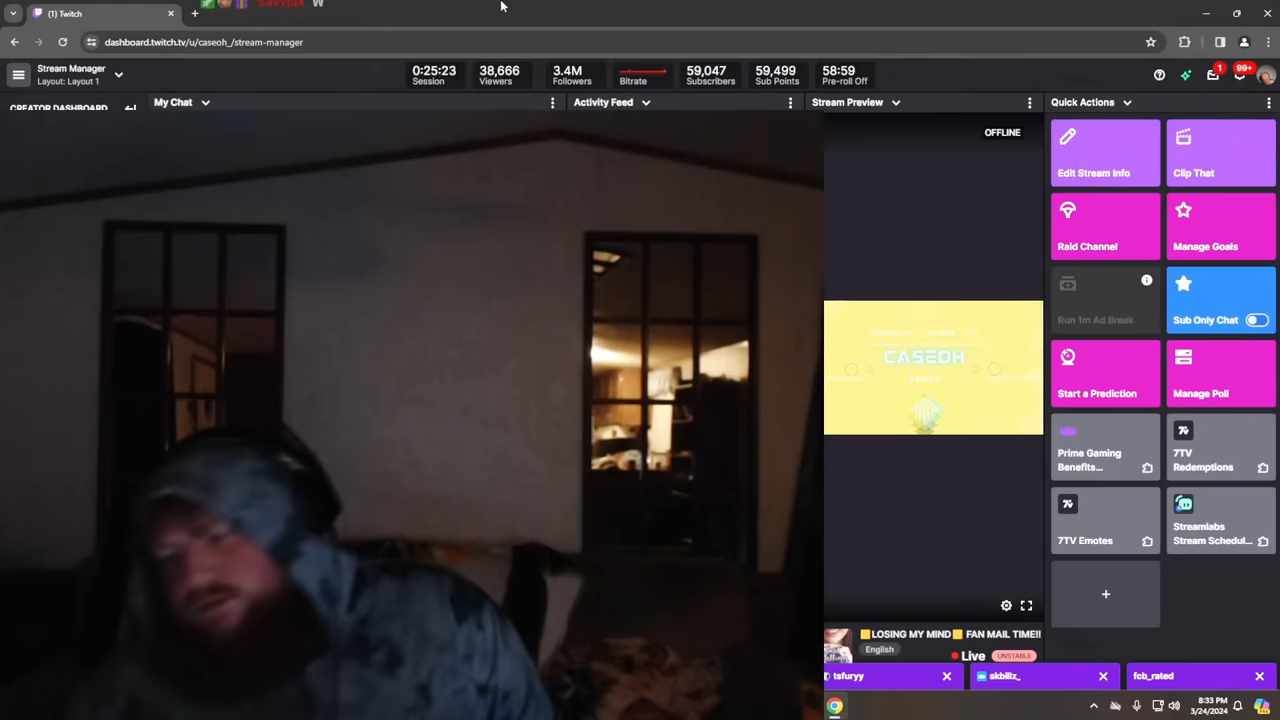 (1) Twitch
savvjax W
dashboard.twitch.tv/u/caseoh_/stream-manager
Stream Manager
Layout: Layout 1
0:25:23
Session
38,666
Viewers
3.4M
Followers
Bitrate
59,047
Subscribers
59,499
Sub Points
58:59
Pre-roll Off
1
99+
CREATOR DASHBOARD
My Chat
Activity Feed
Stream Preview
Quick Actions
OFFLINE
CASEOH
Edit Stream Info
Clip That
Raid Channel
Manage Goals
Run 1m Ad Break
Sub Only Chat
Start a Prediction
Manage Poll
Prime Gaming
Benefits...
7TV
Redemptions
7TV Emotes
Streamlabs
Stream Schedul...
LOSING MY MIND FAN MAIL TIME!!
English
Live UNSTABLE
tsfuryy
skbillz_
fcb_rated
8:33 PM
3/24/2024